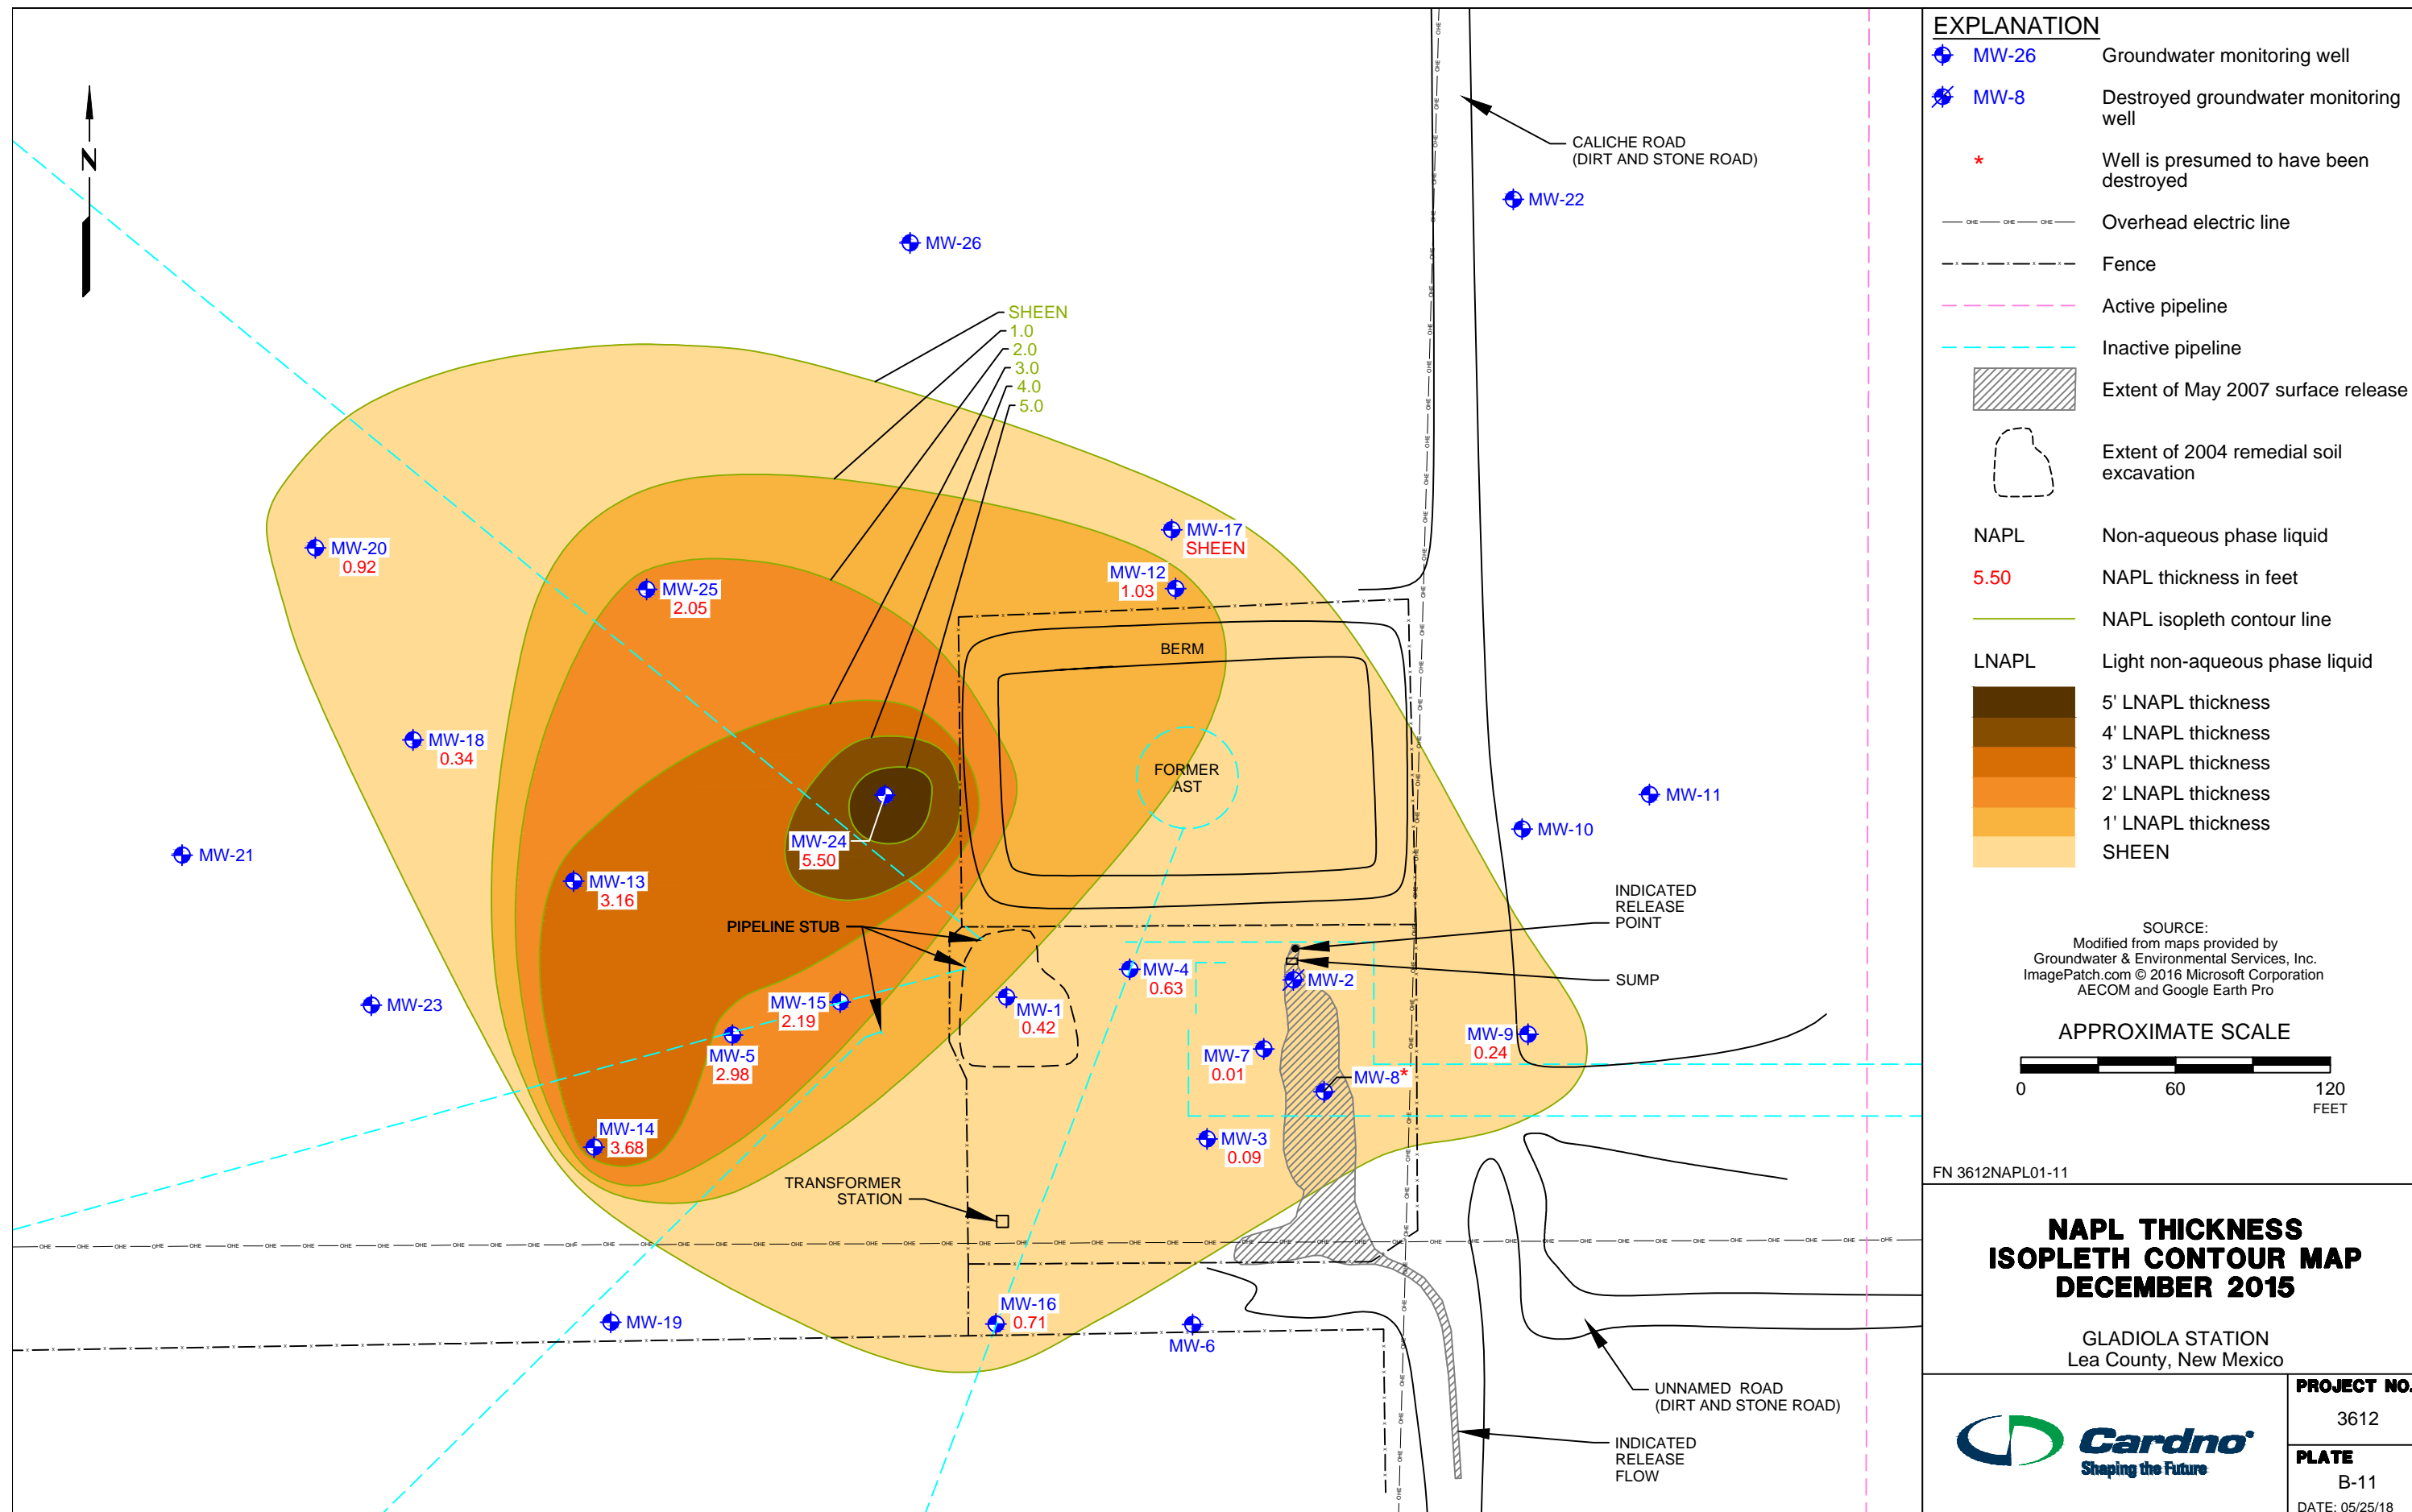 N
CALICHE ROAD
(DIRT AND STONE ROAD)
MW-22
MW-26
SHEEN
1.0
2.0
3.0
4.0
5.0
MW-17
SHEEN
MW-20
0.92
MW-12
1.03
MW-25
2.05
BERM
MW-18
0.34
FORMER
AST
MW-11
MW-10
MW-24
5.50
MW-21
MW-13
3.16
INDICATED
RELEASE
POINT
PIPELINE STUB
MW-4
0.63
MW-2
SUMP
MW-23
MW-15
2.19
MW-1
0.42
MW-5
2.98
MW-7
0.01
MW-9
0.24
MW-8*
MW-14
3.68
MW-3
0.09
TRANSFORMER
STATION
OHE OHE OHE
MW-16
0.71
MW-19
MW-6
UNNAMED ROAD
(DIRT AND STONE ROAD)
INDICATED
RELEASE
FLOW
EXPLANATION
MW-26 Groundwater monitoring well
MW-8 Destroyed groundwater monitoring
well
* Well is presumed to have been
destroyed
OHE OHE OHE Overhead electric line
Fence
Active pipeline
Inactive pipeline
Extent of May 2007 surface release
Extent of 2004 remedial soil
excavation
NAPL Non-aqueous phase liquid
5.50 NAPL thickness in feet
NAPL isopleth contour line
LNAPL Light non-aqueous phase liquid
5' LNAPL thickness
4' LNAPL thickness
3' LNAPL thickness
2' LNAPL thickness
1' LNAPL thickness
SHEEN
SOURCE:
Modified from maps provided by
Groundwater & Environmental Services, Inc.
ImagePatch.com © 2016 Microsoft Corporation
AECOM and Google Earth Pro
APPROXIMATE SCALE
0 60 120
FEET
FN 3612NAPL01-11
NAPL THICKNESS
ISOPLETH CONTOUR MAP
DECEMBER 2015
GLADIOLA STATION
Lea County, New Mexico
Cardno
Shaping the Future
PROJECT NO.
3612
PLATE
B-11
DATE: 05/25/18